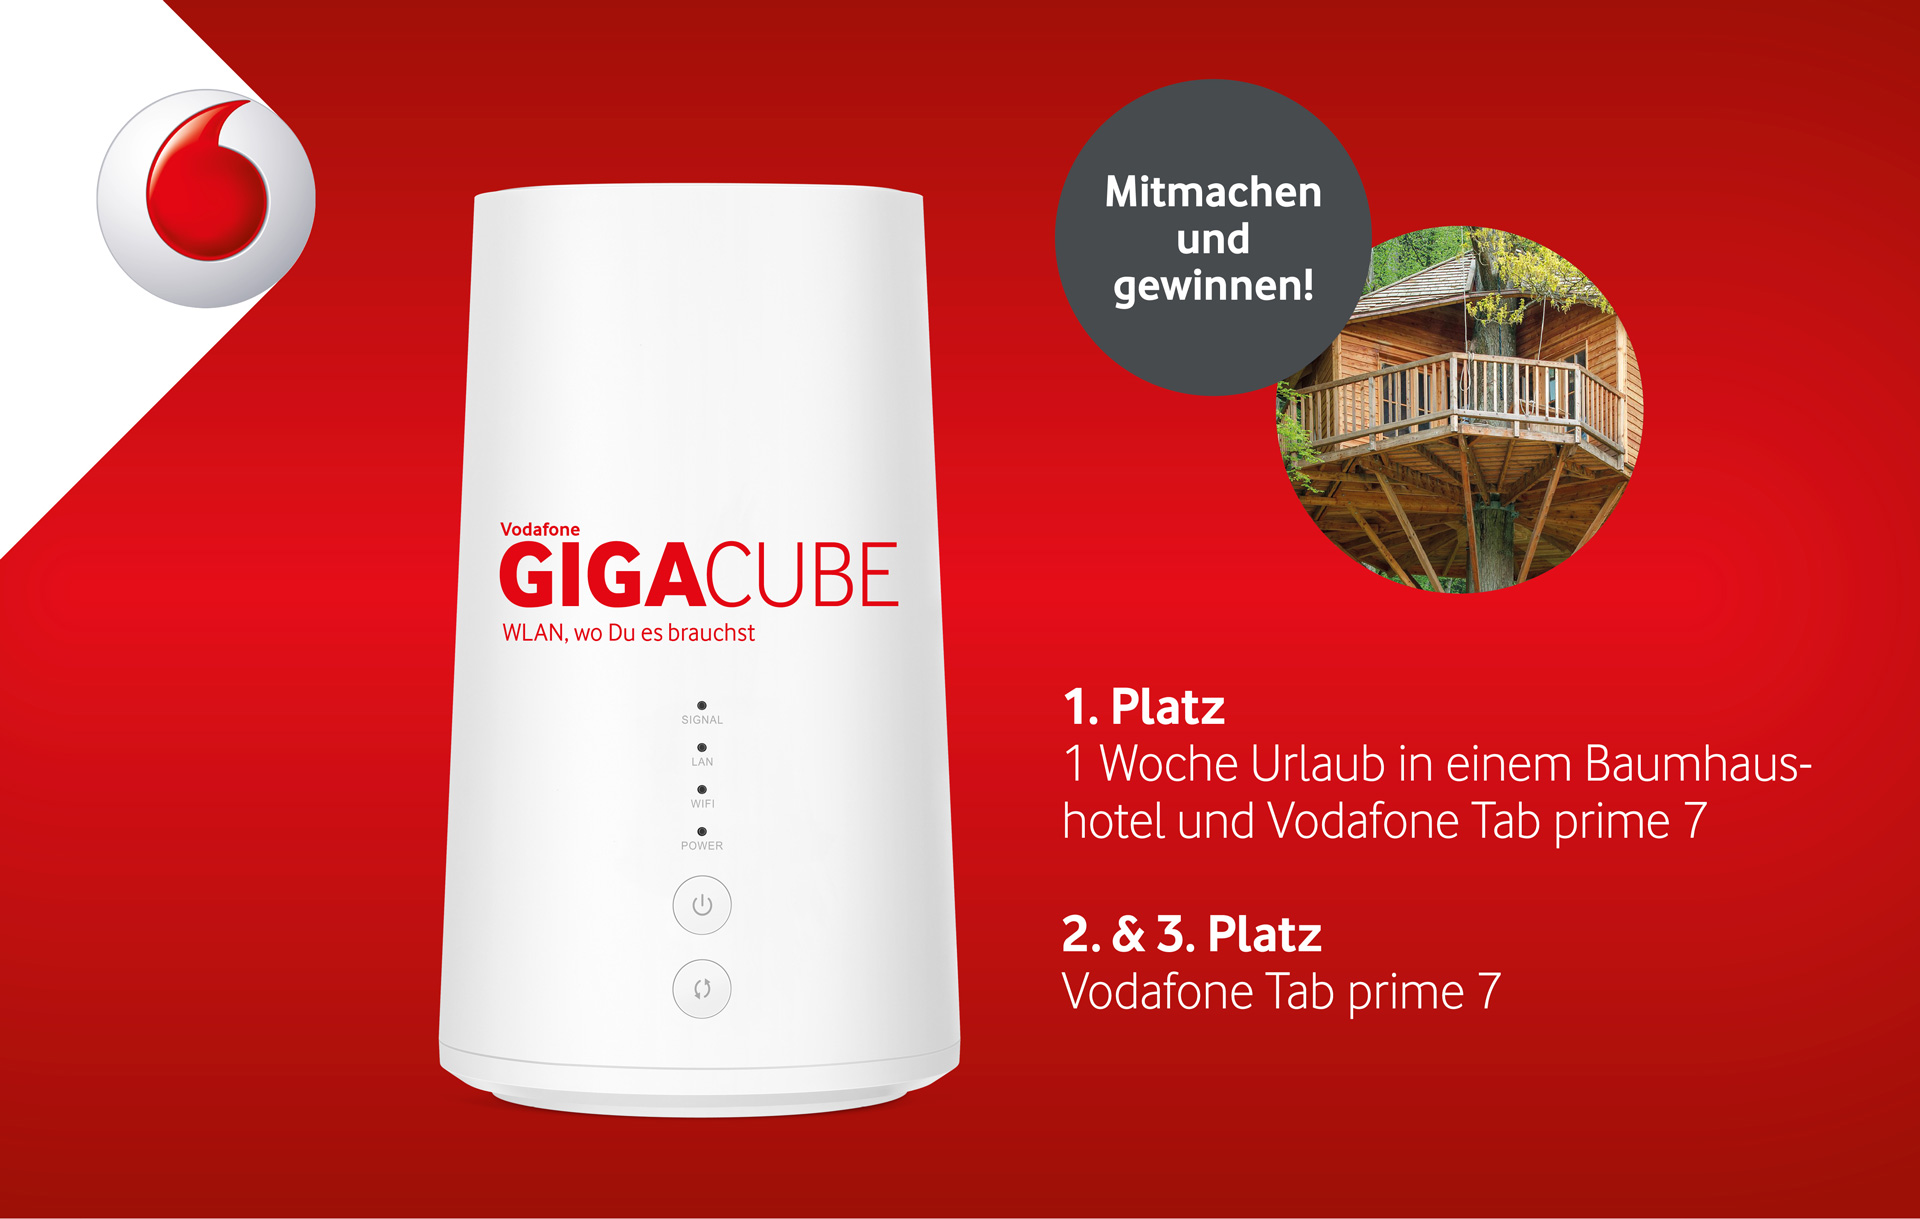 Mitmachen
und
gewinnen!
Vodafone
GIGACUBE
WLAN, wo Du es brauchst
SIGNAL
LAN
WIFI
POWER
1. Platz
1 Woche Urlaub in einem Baumhaus-
hotel und Vodafone Tab prime 7
2. & 3. Platz
Vodafone Tab prime 7